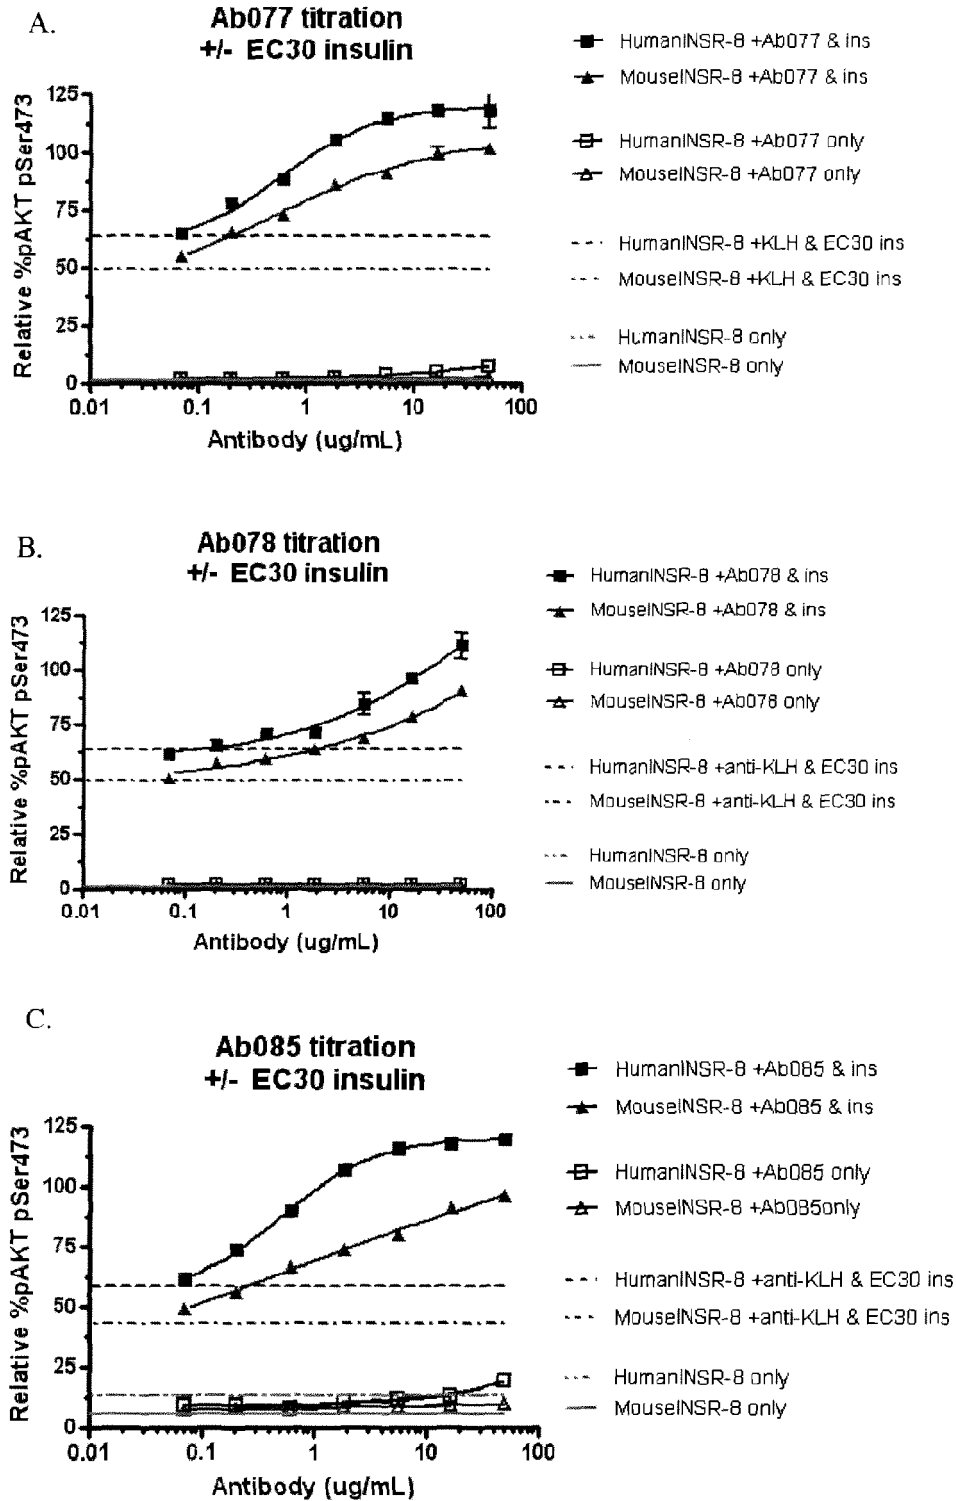 A.
Ab077 titration
+/- EC30 insulin
Relative %pAKT pSer473
125
100
75
50
25
0
0.01
0.1
1
10
100
Antibody (ug/mL)
HumanINSR-8 +Ab077 & ins
MouseINSR-8 +Ab077 & ins
HumanINSR-8 +Ab077 only
MouseINSR-8 +Ab077 only
HumanINSR-8 +KLH & EC30 ins
MouseINSR-8 +KLH & EC30 ins
HumanINSR-8 only
MouseINSR-8 only
B.
Ab078 titration
+/- EC30 insulin
Relative %pAKT pSer473
125
100
75
50
25
0
0.01
0.1
1
10
100
Antibody (ug/mL)
HumanINSR-8 +Ab078 & ins
MouseINSR-8 +Ab078 & ins
HumanINSR-8 +Ab078 only
MouseINSR-8 +Ab078 only
HumanINSR-8 +anti-KLH & EC30 ins
MouseINSR-8 +anti-KLH & EC30 ins
HumanINSR-8 only
MouseINSR-8 only
C.
Ab085 titration
+/- EC30 insulin
Relative %pAKT pSer473
125
100
75
50
25
0
0.01
0.1
1
10
100
Antibody (ug/mL)
HumanINSR-8 +Ab085 & ins
MouseINSR-8 +Ab085 & ins
HumanINSR-8 +Ab085 only
MouseINSR-8 +Ab085only
HumanINSR-8 +anti-KLH & EC30 ins
MouseINSR-8 +anti-KLH & EC30 ins
HumanINSR-8 only
MouseINSR-8 only